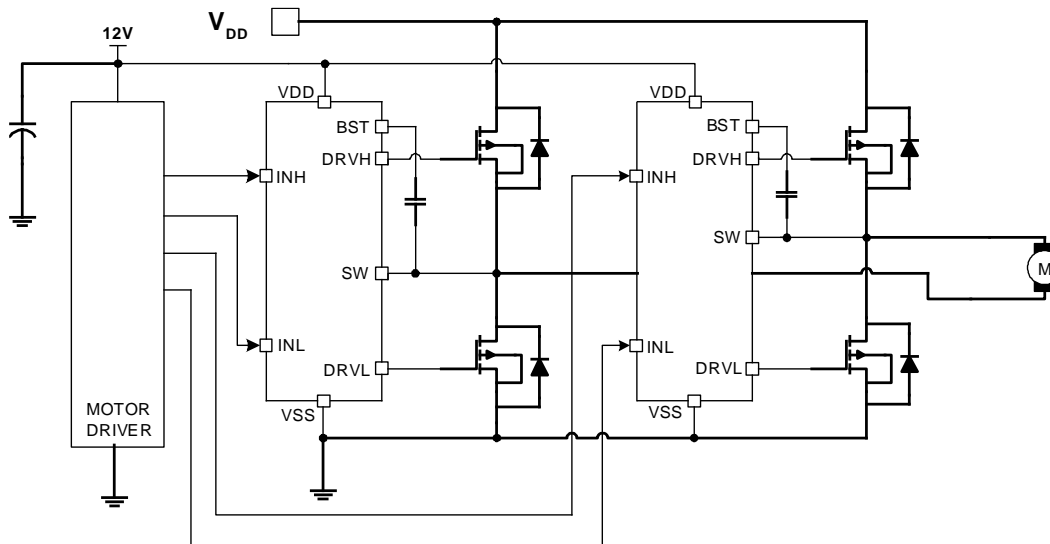 V DD
12V
VDD
BST
DRVH
INH
SW
INL
DRVL
VSS
VDD
BST
DRVH
INH
SW
INL
DRVL
VSS
M
MOTOR
DRIVER